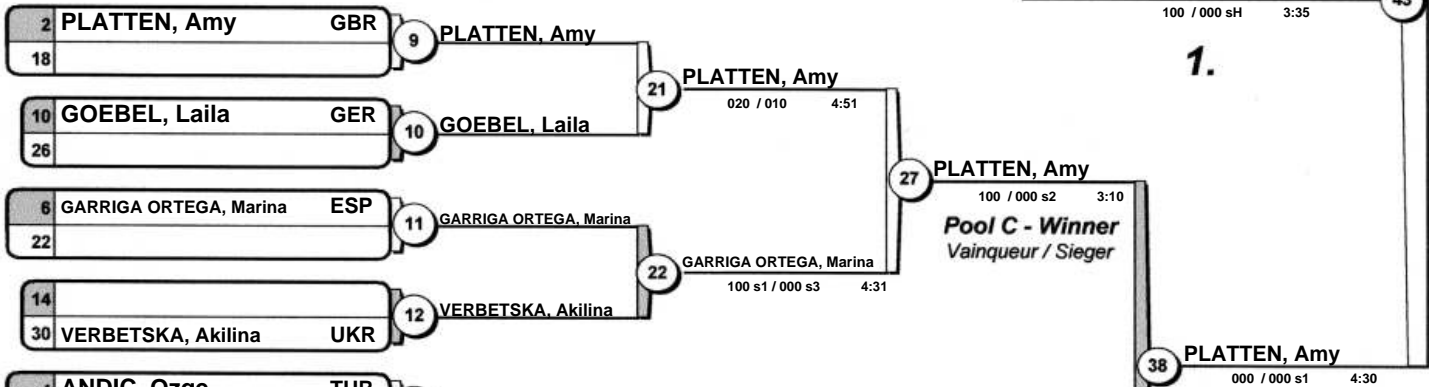 100 / 000 sH 3:35
1.
2 PLATTEN, Amy GBR
18
9 PLATTEN, Amy
21 PLATTEN, Amy
020 / 010 4:51
10 GOEBEL, Laila GER
26
10 GOEBEL, Laila
27 PLATTEN, Amy
100 / 000 s2 3:10
Pool C - Winner
Vainqueur / Sieger
6 GARRIGA ORTEGA, Marina ESP
22
11 GARRIGA ORTEGA, Marina
22 GARRIGA ORTEGA, Marina
100 s1 / 000 s3 4:31
14
30 VERBETSKA, Akilina UKR
12 VERBETSKA, Akilina
38 PLATTEN, Amy
000 / 000 s1 4:30